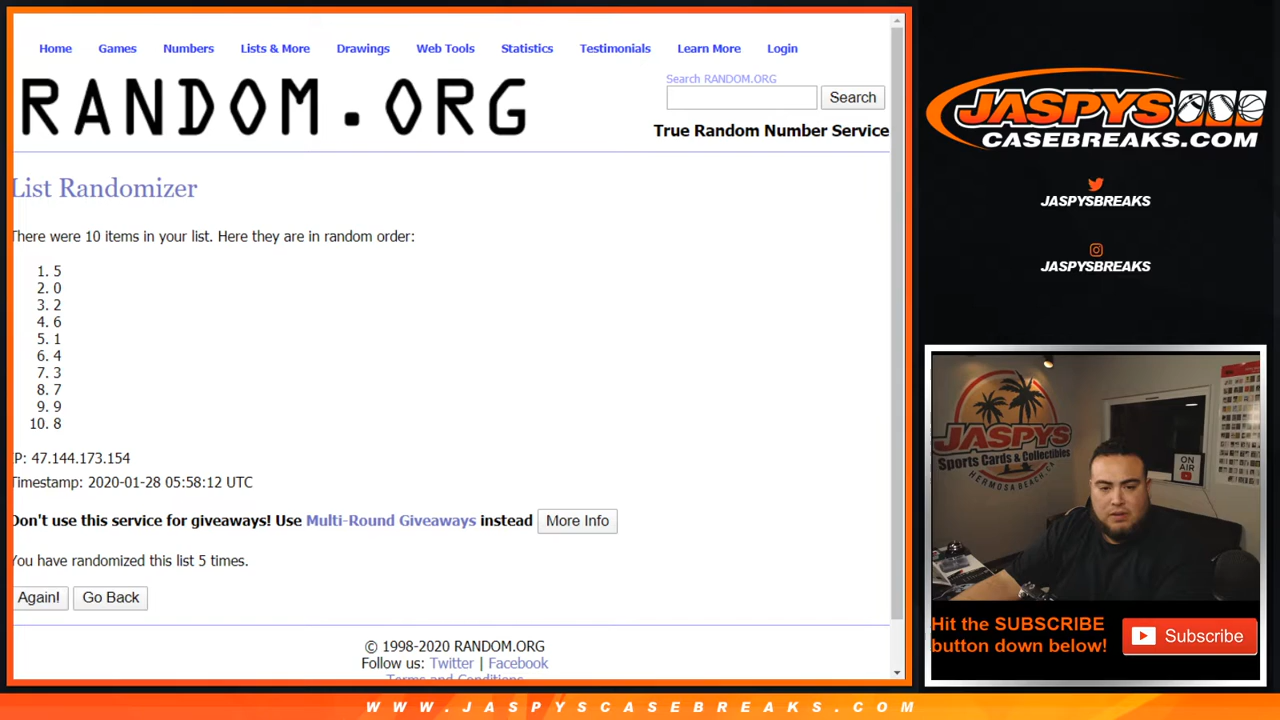 Home Games Numbers Lists & More Drawings Web Tools Statistics Testimonials Learn More Login
RANDOM.ORG
Search RANDOM.ORG
Search
True Random Number Service
List Randomizer
There were 10 items in your list. Here they are in random order:
1. 5
2. 0
3. 2
4. 6
5. 1
6. 4
7. 3
8. 7
9. 9
10. 8
IP: 47.144.173.154
Timestamp: 2020-01-28 05:58:12 UTC
Don't use this service for giveaways! Use Multi-Round Giveaways instead More Info
You have randomized this list 5 times.
Again! Go Back
© 1998-2020 RANDOM.ORG
Follow us: Twitter | Facebook
Terms and Conditions
JASPYS
CASEBREAKS.COM
JASPYSBREAKS
JASPYSBREAKS
JASPYS
Sports Cards & Collectibles
HERMOSA BEACH, CA
ON
AIR
Hit the SUBSCRIBE
button down below!
Subscribe
WWW.JASPYSCASEBREAKS.COM